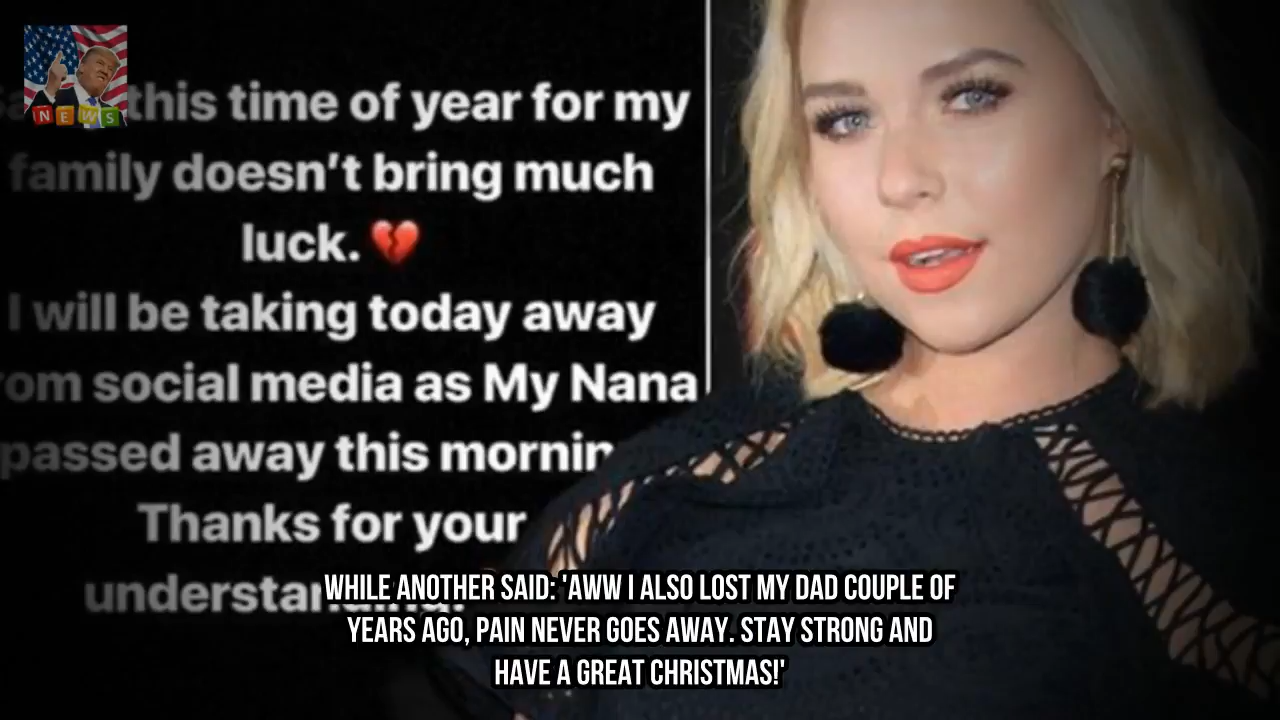 NEWS
this time of year for my
family doesn't bring much
luck. 💔
I will be taking today away
social media as My Nana
passed away this
Thanks for your
WHILE ANOTHER SAID: 'AWW I ALSO LOST MY DAD COUPLE OF
YEARS AGO, PAIN NEVER GOES AWAY. STAY STRONG AND
HAVE A GREAT CHRISTMAS!'